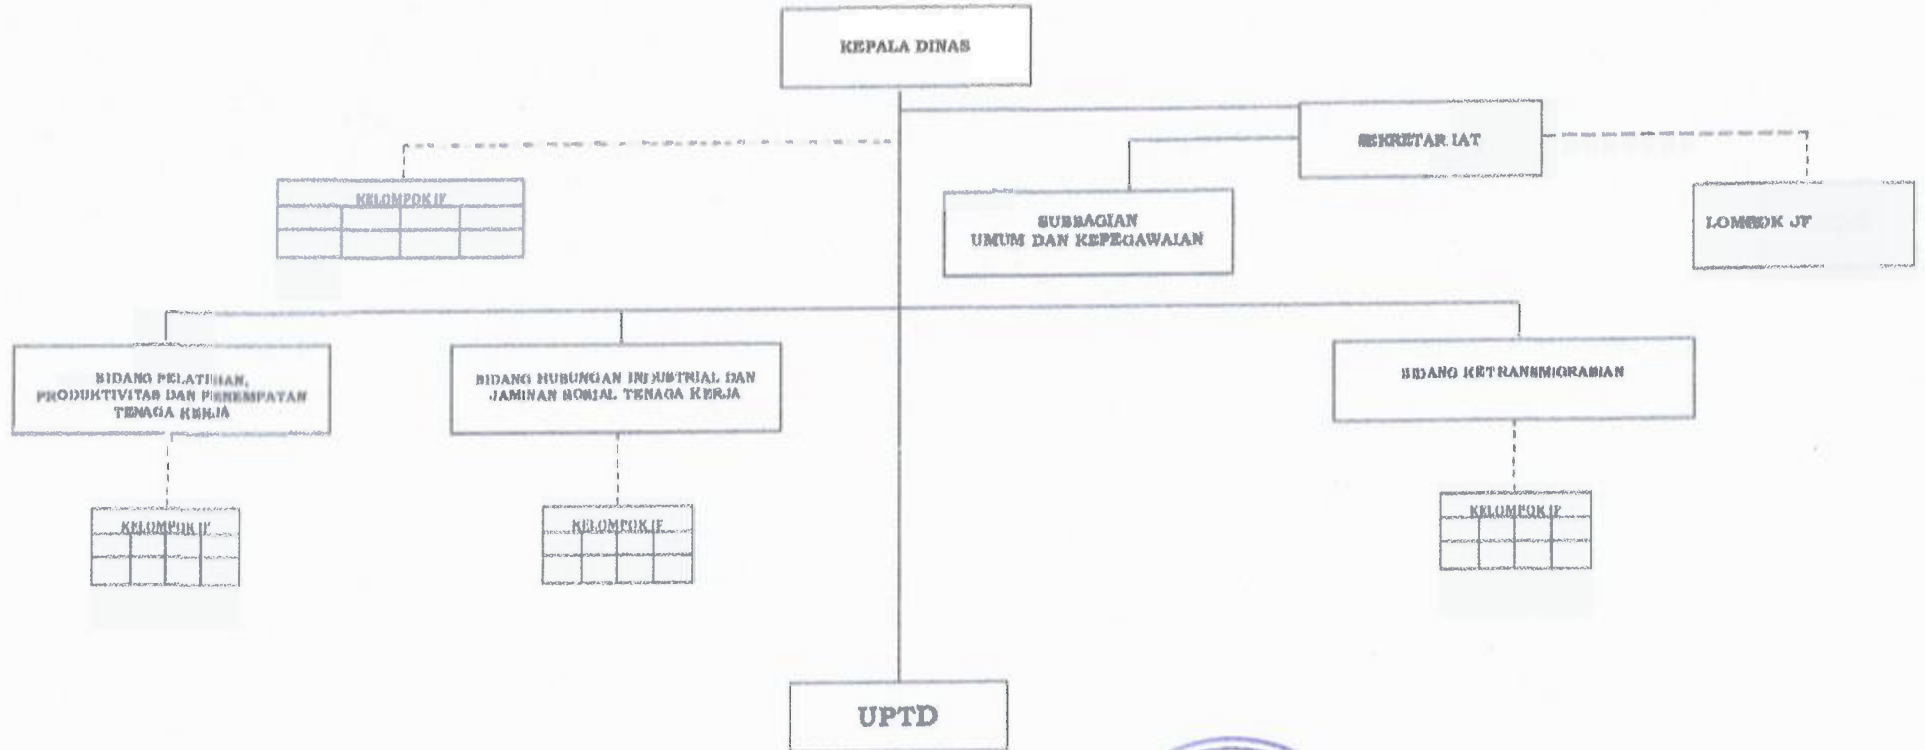 KEPALA DINAS
SEKRETARIAT
KELOMPOK JF
SUBBAGIAN
UMUM DAN KEPEGAWAIAN
JF
BIDANG PELATIHAN,
PRODUKTIVITAS DAN PENEMPATAN
TENAGA KERJA
BIDANG HUBUNGAN INDUSTRIAL DAN
JAMINAN SOSIAL TENAGA KERJA
BIDANG KETRANSMIGRASIAN
KELOMPOK JF
KELOMPOK JF
KELOMPOK JF
UPTD